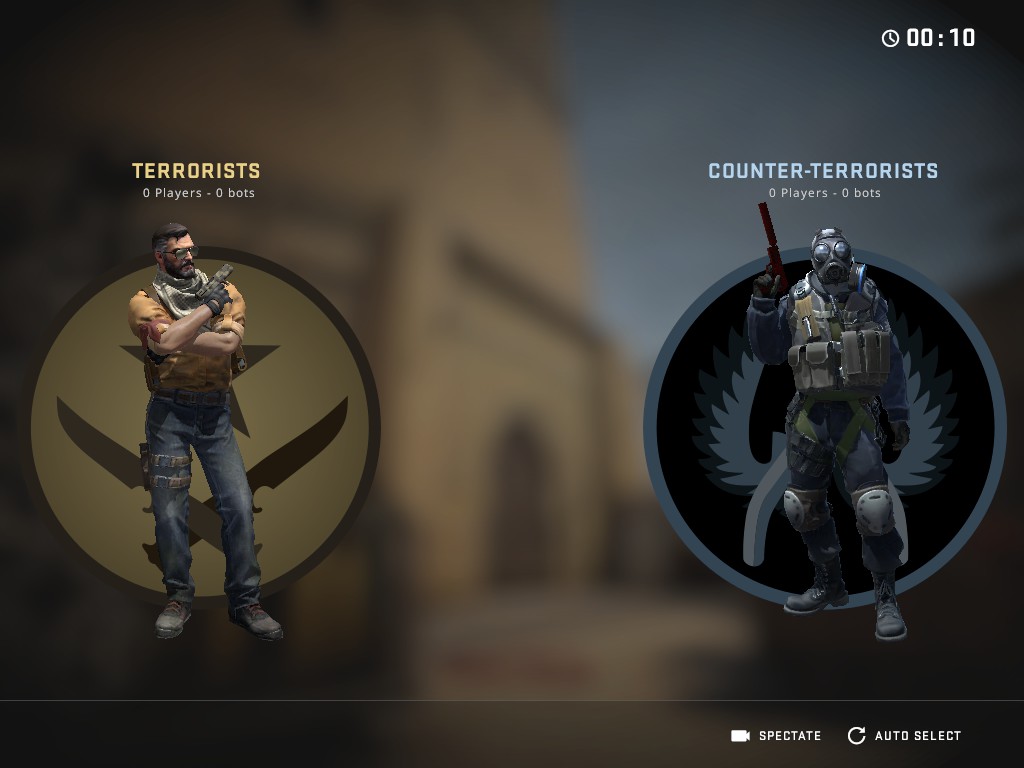 00:10
TERRORISTS
0 Players - 0 bots
COUNTER-TERRORISTS
0 Players - 0 bots
SPECTATE
AUTO SELECT